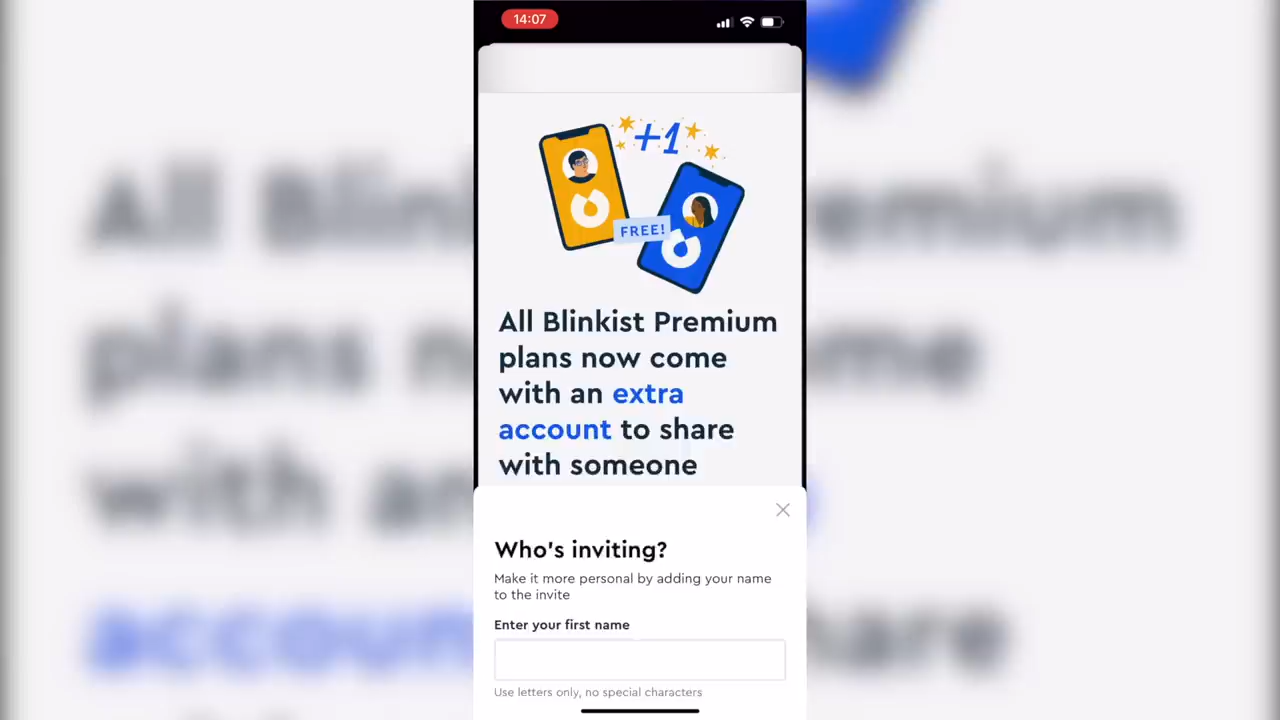 14:07
+1
FREE!
All Blinkist Premium
plans now come
with an extra
account to share
with someone
Who's inviting?
Make it more personal by adding your name
to the invite
Enter your first name
Use letters only, no special characters